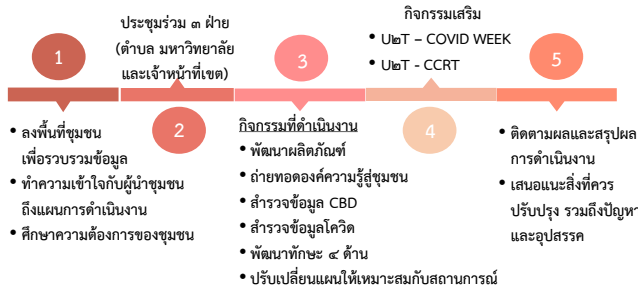 1
ลงพื้นที่ชุมชน
เพื่อรวบรวมข้อมูล
• ทำความเข้าใจกับผู้นำชุมชน
ถึงแผนการดำเนินงาน
• ศึกษาความต้องการของชุมชน
ประชุมร่วม ๓ ฝ่าย
(ตำบล มหาวิทยาลัย
และเจ้าหน้าที่เขต)
2
3
กิจกรรมที่ดำเนินงาน
• พัฒนาผลิตภัณฑ์
• ถ่ายทอดองค์ความรู้สู่ชุมชน
• สำรวจข้อมูล CBD
• สำรวจข้อมูลโควิด
• พัฒนาทักษะ ๔ ด้าน
• ปรับเปลี่ยนแผนให้เหมาะสมกับสถานการณ์
กิจกรรมเสริม
• U๒T – COVID WEEK
• U๒T - CCRT
4
5
• ติดตามผลและสรุปผล
การดำเนินงาน
• เสนอแนะสิ่งที่ควร
ปรับปรุง รวมถึงปัญหา
และอุปสรรค